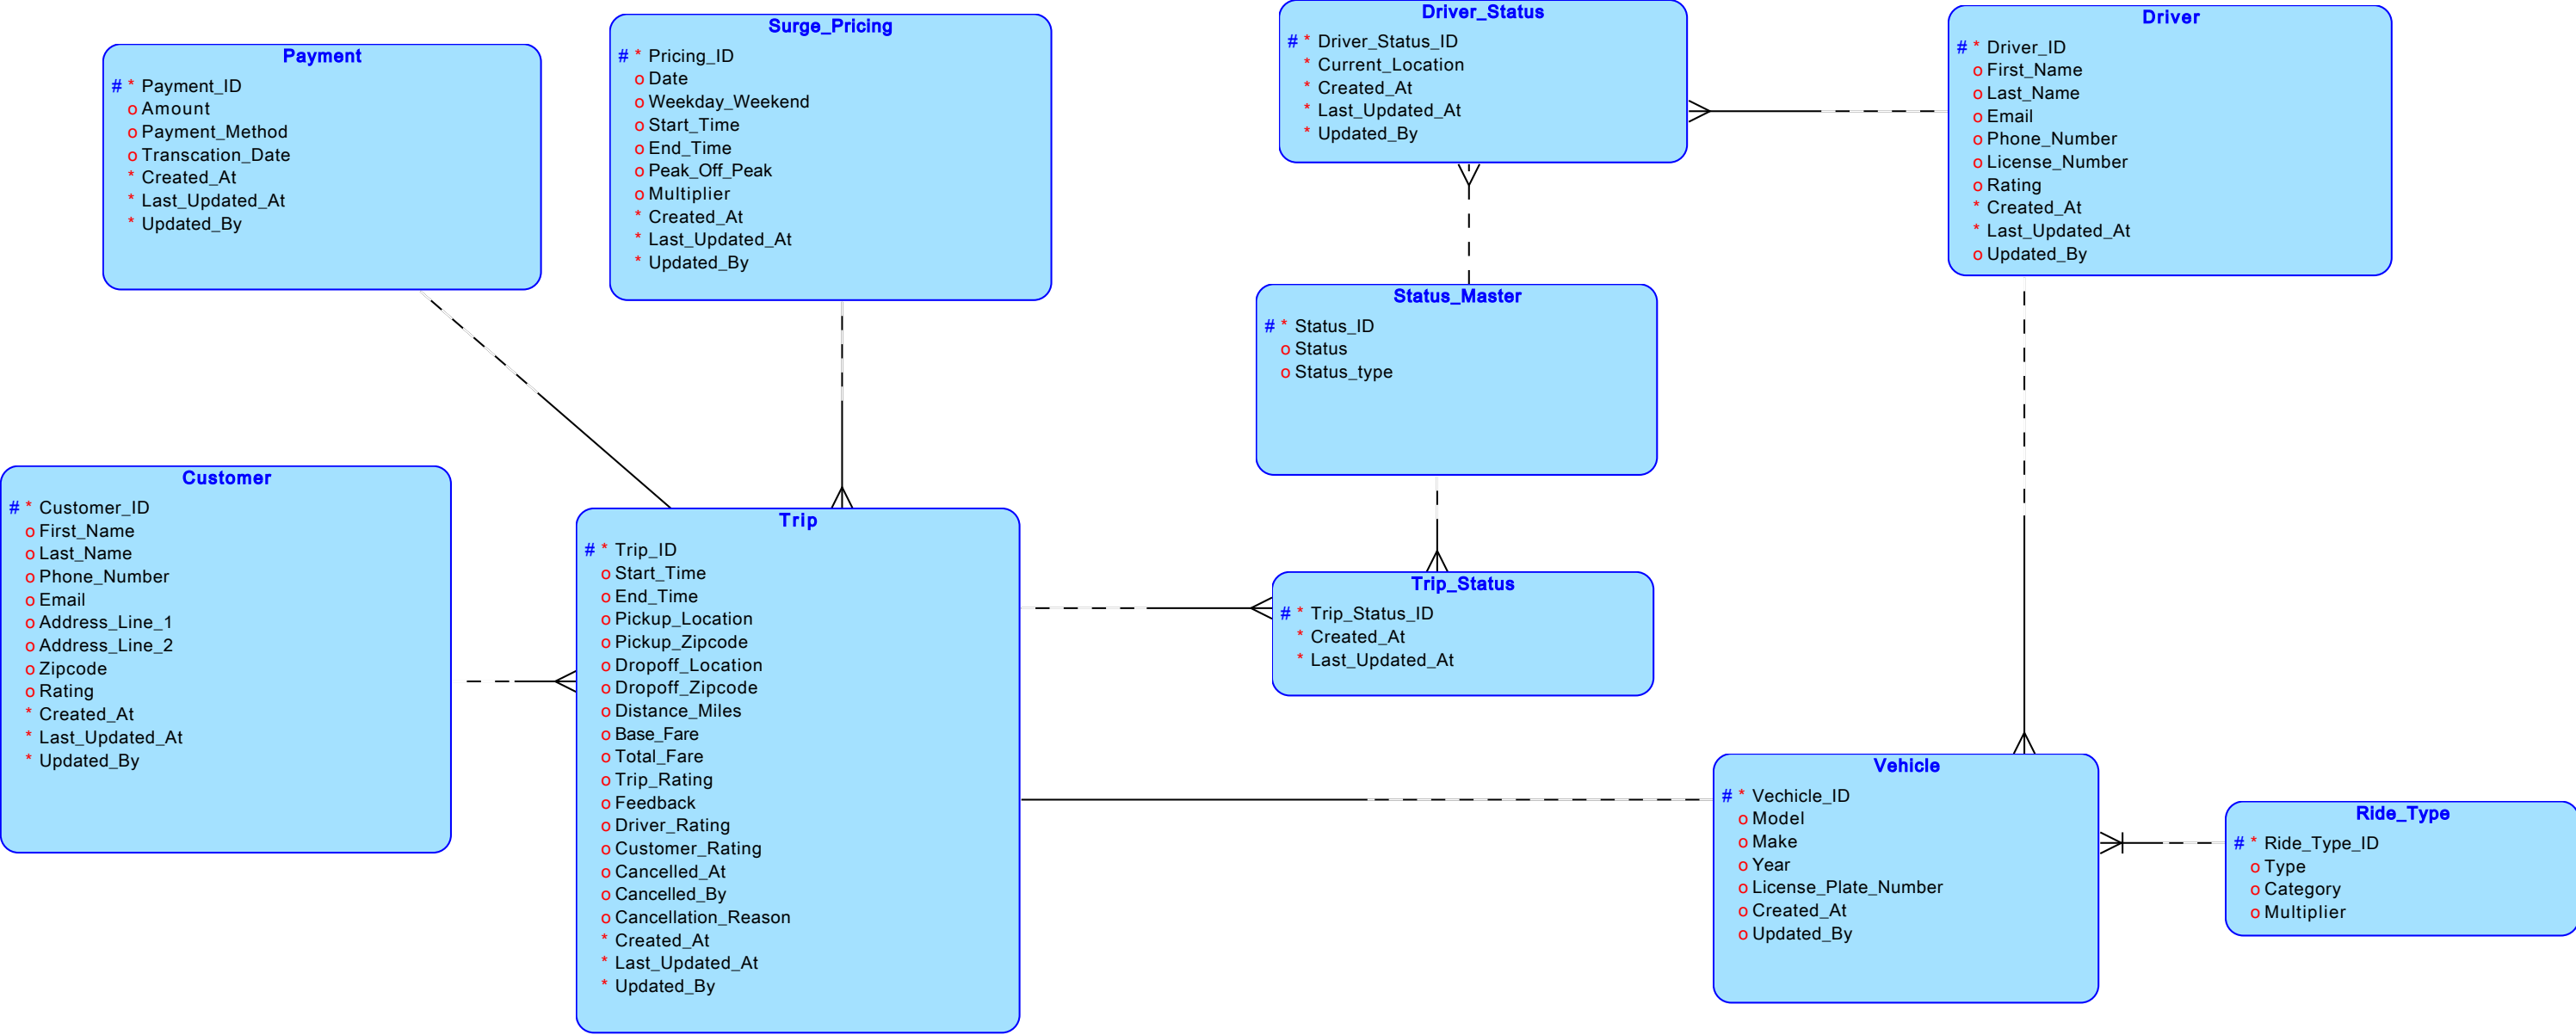 Payment
# * Payment_ID
o Amount
o Payment_Method
o Transcation_Date
* Created_At
* Last_Updated_At
* Updated_By
Surge_Pricing
# * Pricing_ID
o Date
o Weekday_Weekend
o Start_Time
o End_Time
o Peak_Off_Peak
o Multiplier
* Created_At
* Last_Updated_At
* Updated_By
Driver_Status
# * Driver_Status_ID
* Current_Location
* Created_At
* Last_Updated_At
* Updated_By
Driver
# * Driver_ID
o First_Name
o Last_Name
o Email
o Phone_Number
o License_Number
o Rating
* Created_At
* Last_Updated_At
o Updated_By
Status_Master
# * Status_ID
o Status
o Status_type
Customer
# * Customer_ID
o First_Name
o Last_Name
o Phone_Number
o Email
o Address_Line_1
o Address_Line_2
o Zipcode
o Rating
* Created_At
* Last_Updated_At
* Updated_By
Trip
# * Trip_ID
o Start_Time
o End_Time
o Pickup_Location
o Pickup_Zipcode
o Dropoff_Location
o Dropoff_Zipcode
o Distance_Miles
o Base_Fare
o Total_Fare
o Trip_Rating
o Feedback
o Driver_Rating
o Customer_Rating
o Cancelled_At
o Cancelled_By
o Cancellation_Reason
* Created_At
* Last_Updated_At
* Updated_By
Trip_Status
# * Trip_Status_ID
* Created_At
* Last_Updated_At
Vehicle
# * Vechicle_ID
o Model
o Make
o Year
o License_Plate_Number
o Created_At
o Updated_By
Ride_Type
# * Ride_Type_ID
o Type
o Category
o Multiplier